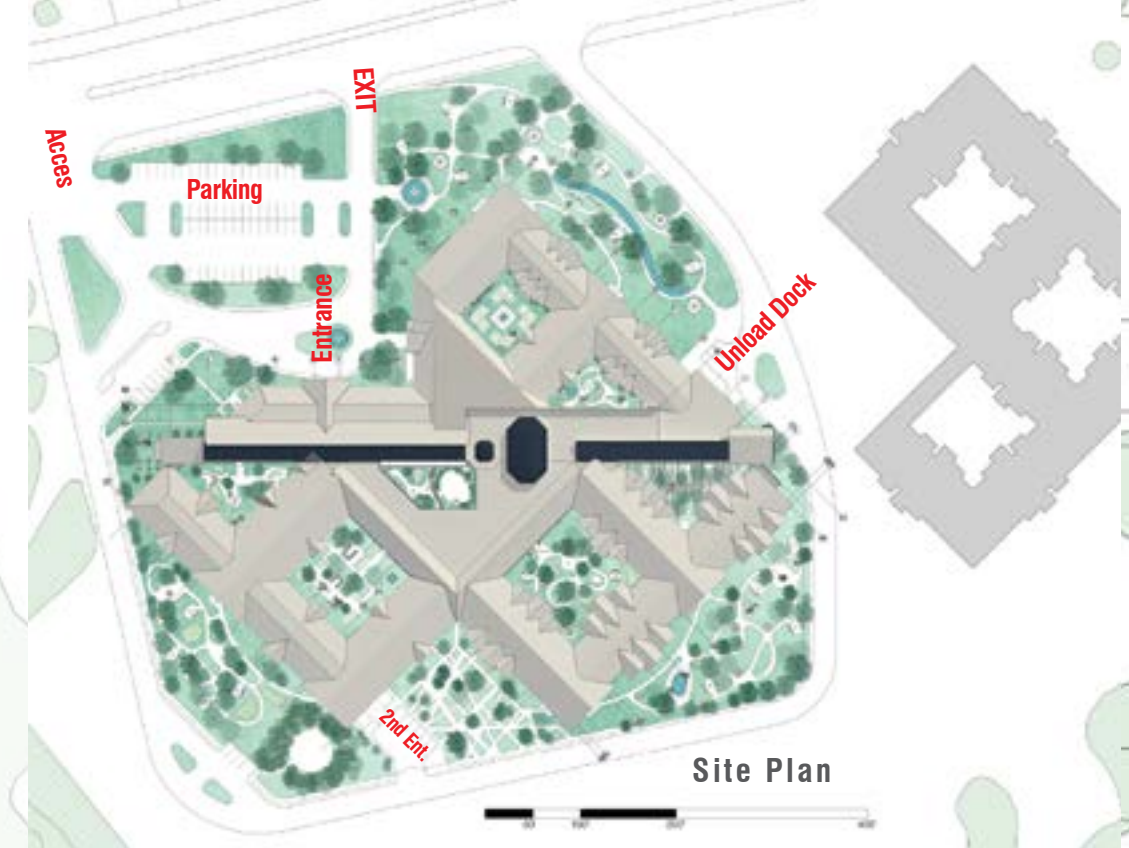 EXIT
Acces
Parking
Entrance
Unload Dock
2nd Ent.
Site Plan